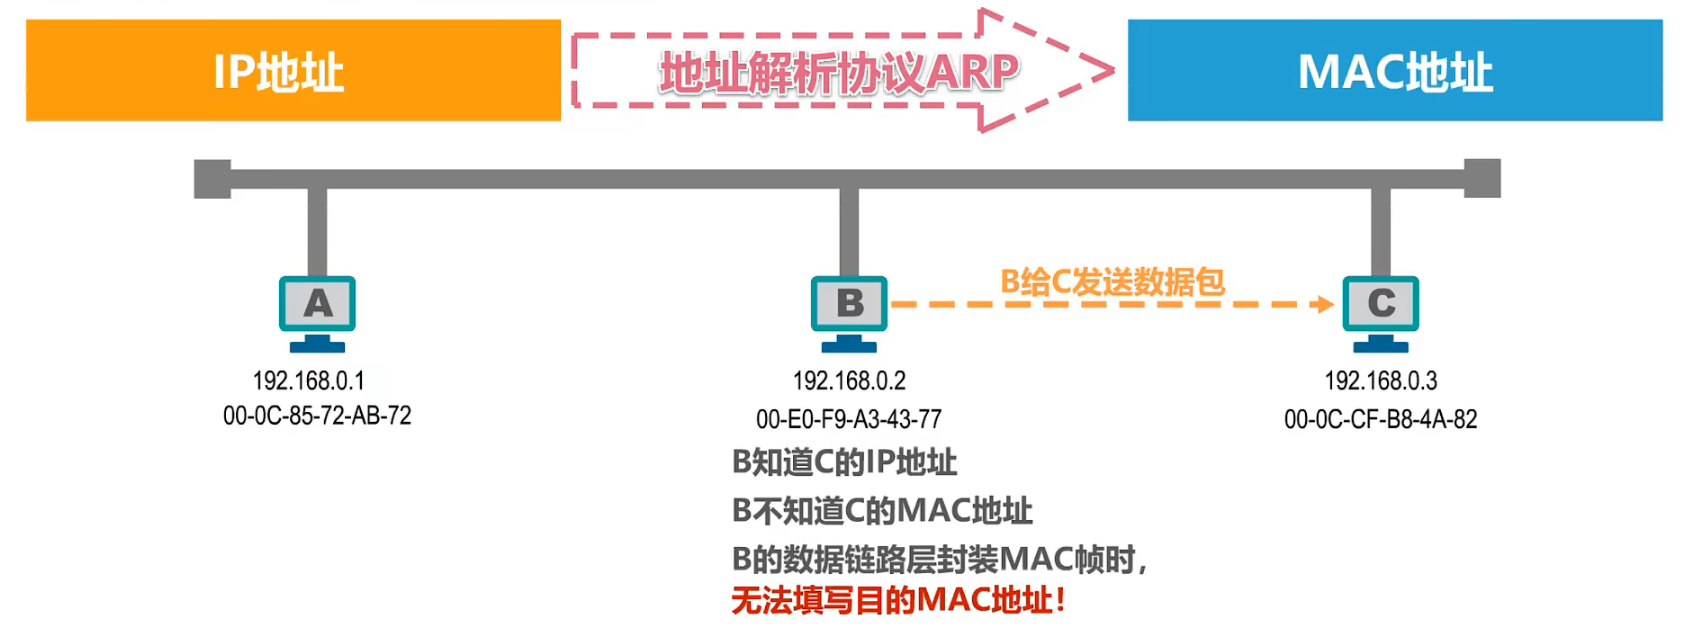 IP地址
地址解析协议ARP
MAC地址
B给C发送数据包
A
B
C
192.168.0.1
00-0C-85-72-AB-72
192.168.0.2
00-E0-F9-A3-43-77
192.168.0.3
00-0C-CF-B8-4A-82
B知道C的IP地址
B不知道C的MAC地址
B的数据链路层封装MAC帧时，
无法填写目的MAC地址！